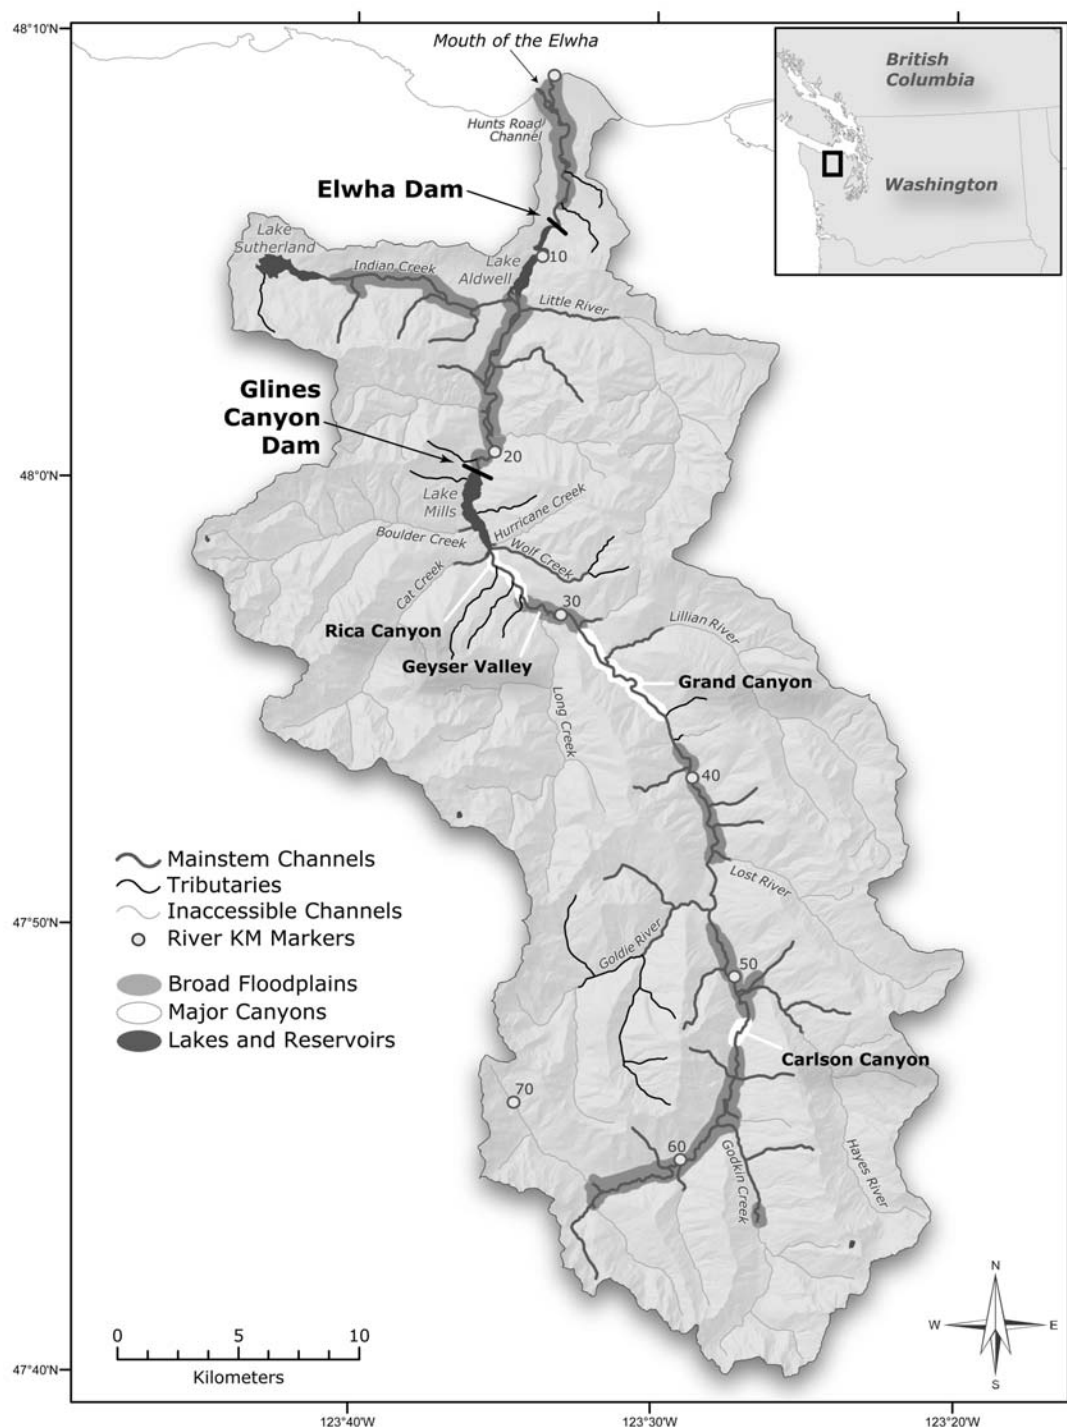 48°10'N
Mouth of the Elwha
British
Columbia
Hunts Road
Channel
Elwha Dam
Washington
Lake
Sutherland
Indian Creek
Lake
Aldwell
10
Little River
Glines
Canyon
Dam
20
48°0'N
Lake
Mills
Hurricane Creek
Boulder Creek
Wolf Creek
Cat Creek
30
Rica Canyon
Lillian River
Geyser Valley
Grand Canyon
Long Creek
40
Mainstem Channels
Tributaries
Inaccessible Channels
River KM Markers
Lost River
47°50'N
Goldie River
50
Broad Floodplains
Major Canyons
Lakes and Reservoirs
Carlson Canyon
70
60
Godkin Creek
Hayes River
N
W
E
S
0 5 10
Kilometers
47°40'N
123°40'W 123°30'W 123°20'W